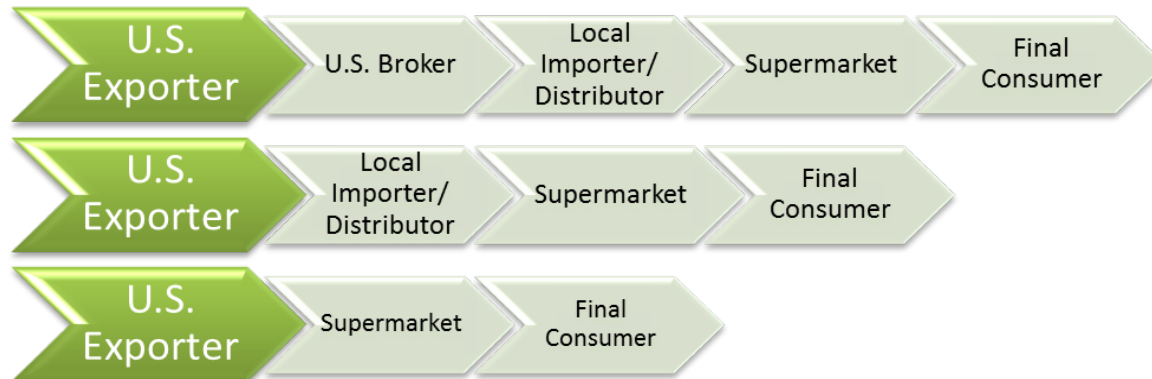 U.S.
Exporter
U.S. Broker
Local
Importer/
Distributor
Supermarket
Final
Consumer
U.S.
Exporter
Local
Importer/
Distributor
Supermarket
Final
Consumer
U.S.
Exporter
Supermarket
Final
Consumer